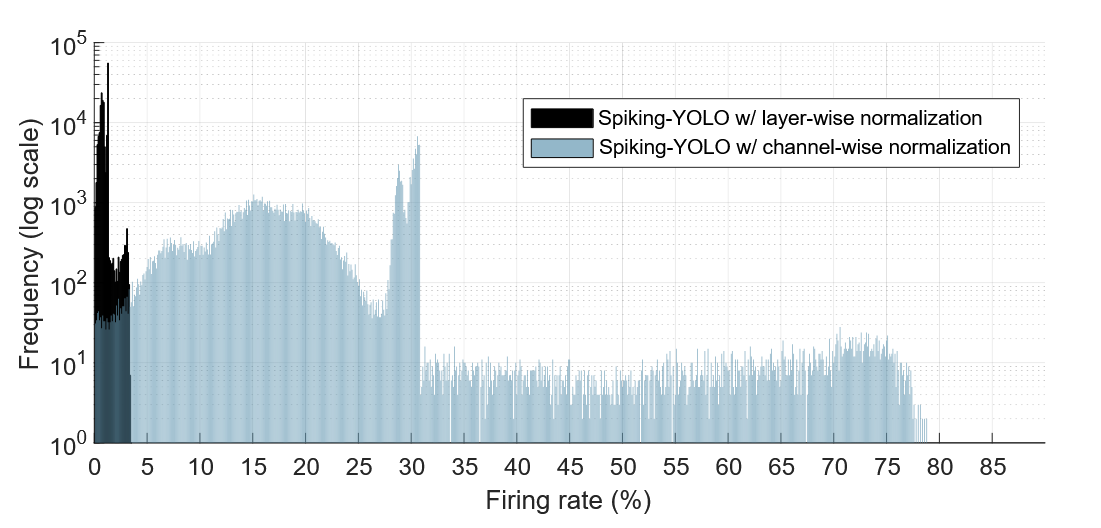 Frequency (log scale)
10^5
10^4
10^3
10^2
10^1
10^0
Spiking-YOLO w/ layer-wise normalization
Spiking-YOLO w/ channel-wise normalization
0 5 10 15 20 25 30 35 40 45 50 55 60 65 70 75 80 85
Firing rate (%)